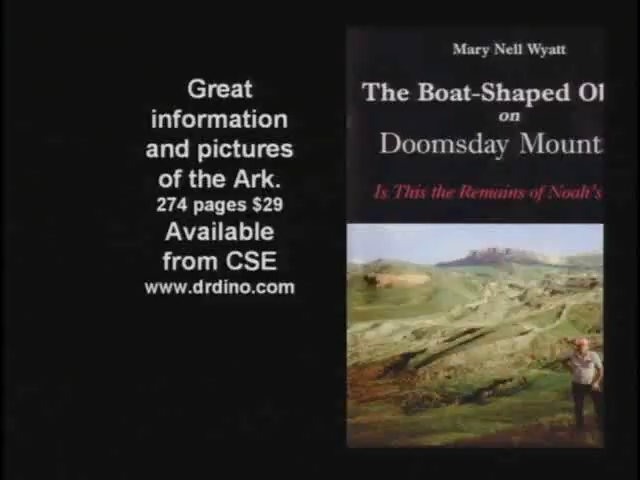 Great
information
and pictures
of the Ark.
274 pages $29
Available
from CSE
www.drdino.com
Mary Nell Wyatt
The Boat-Shaped Ob
on
Doomsday Mount
Is This the Remains of Noah's